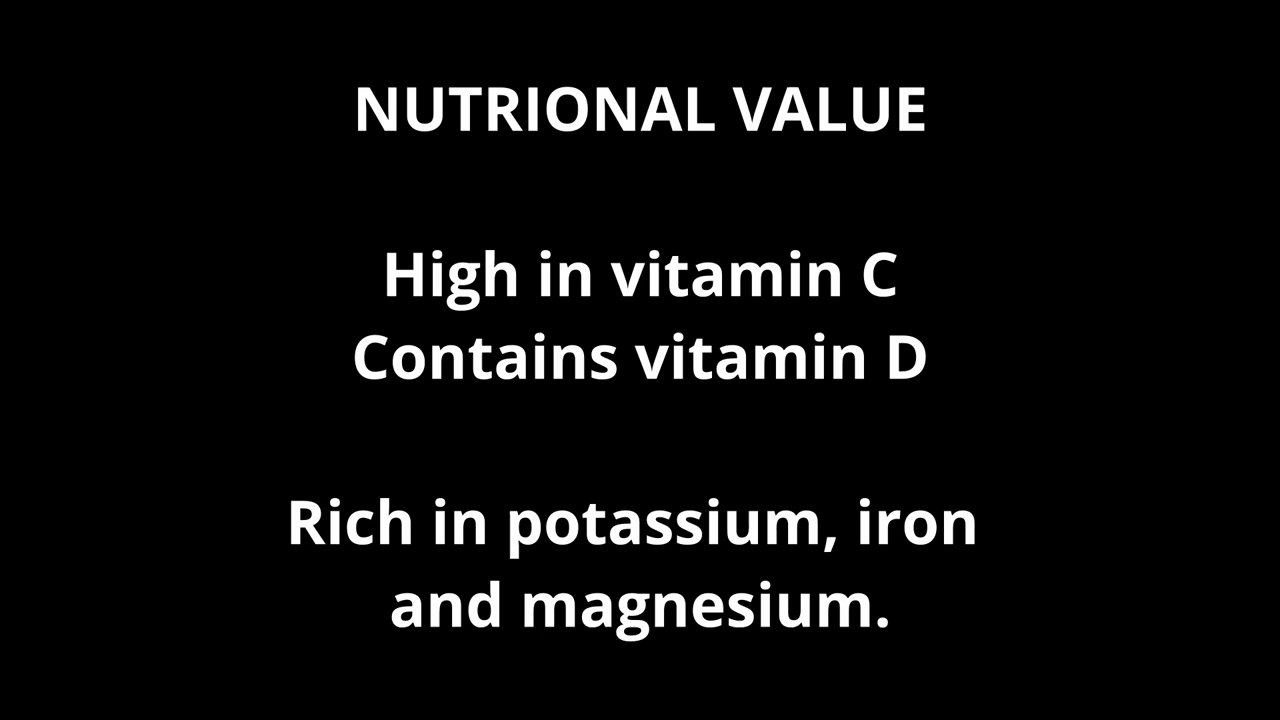 NUTRIONAL VALUE
High in vitamin C
Contains vitamin D
Rich in potassium, iron
and magnesium.